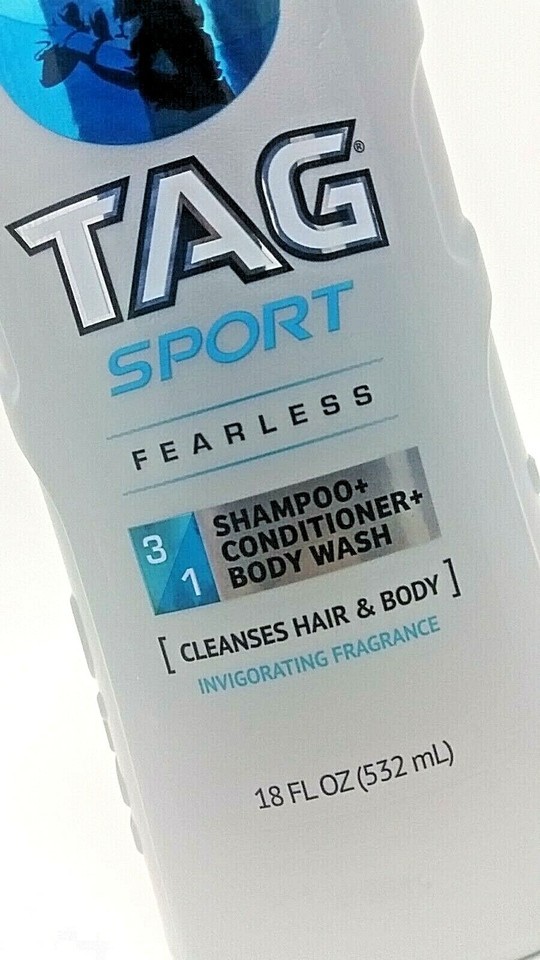 TAG®
SPORT
FEARLESS
3
1
SHAMPOO+
CONDITIONER+
BODY WASH
[ CLEANSES HAIR & BODY ]
INVIGORATING FRAGRANCE
18 FL OZ (532 mL)